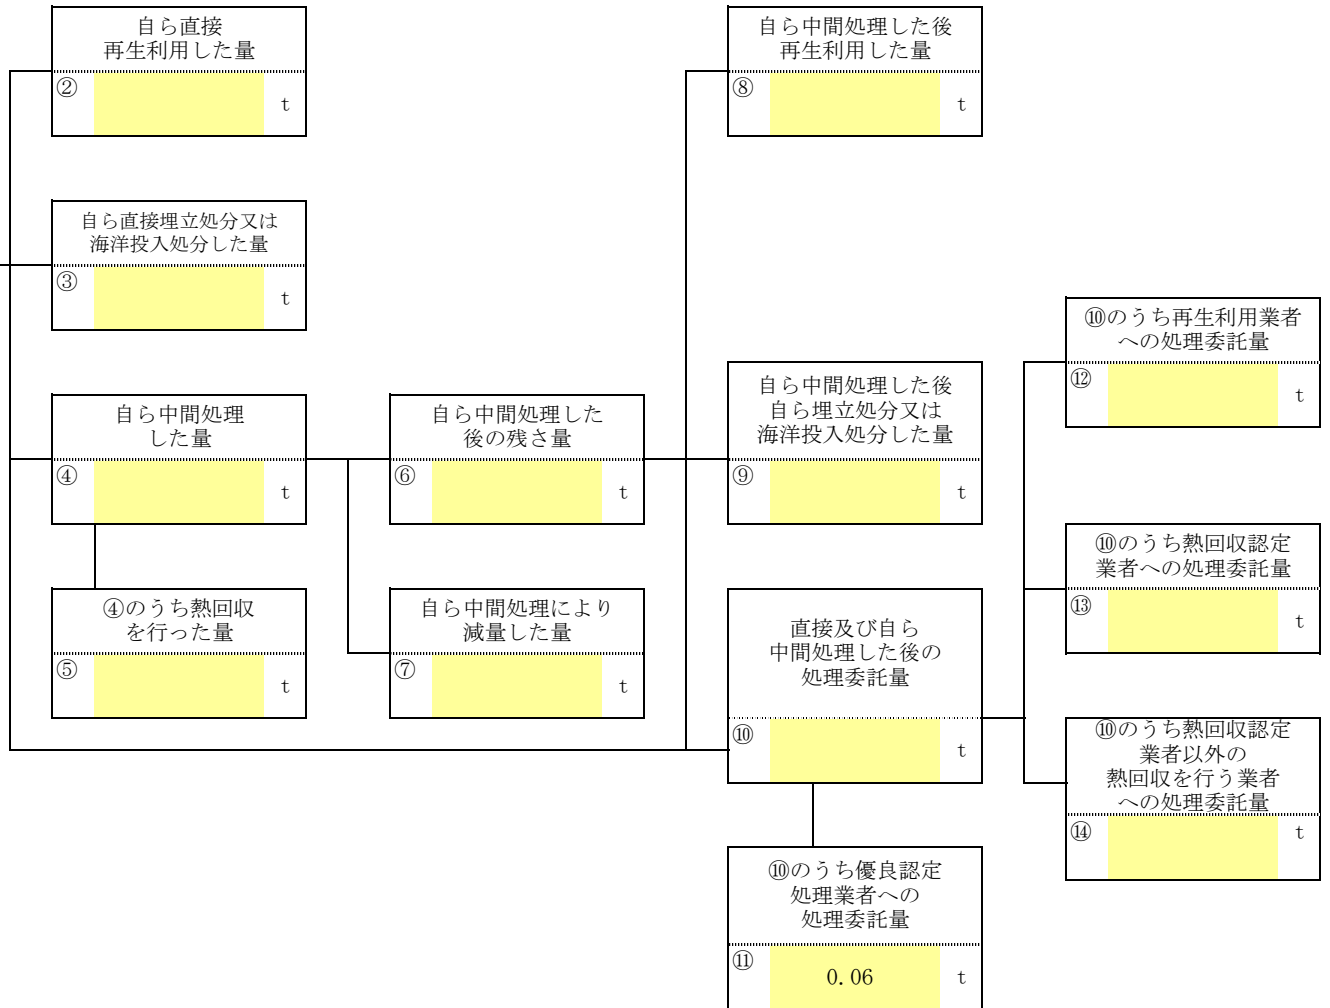 自ら直接
再生利用した量
②
t
自ら中間処理した後
再生利用した量
⑧
t
自ら直接埋立処分又は
海洋投入処分した量
③
t
⑩のうち再生利用業者
への処理委託量
⑫
t
自ら中間処理
した量
④
t
自ら中間処理した
後の残さ量
⑥
t
自ら中間処理した後
自ら埋立処分又は
海洋投入処分した量
⑨
t
⑩のうち熱回収認定
業者への処理委託量
⑬
t
④のうち熱回収
を行った量
⑤
t
自ら中間処理により
減量した量
⑦
t
直接及び自ら
中間処理した後の
処理委託量
⑩
t
⑩のうち熱回収認定
業者以外の
熱回収を行う業者
への処理委託量
⑭
t
⑩のうち優良認定
処理業者への
処理委託量
⑪
0.06 t